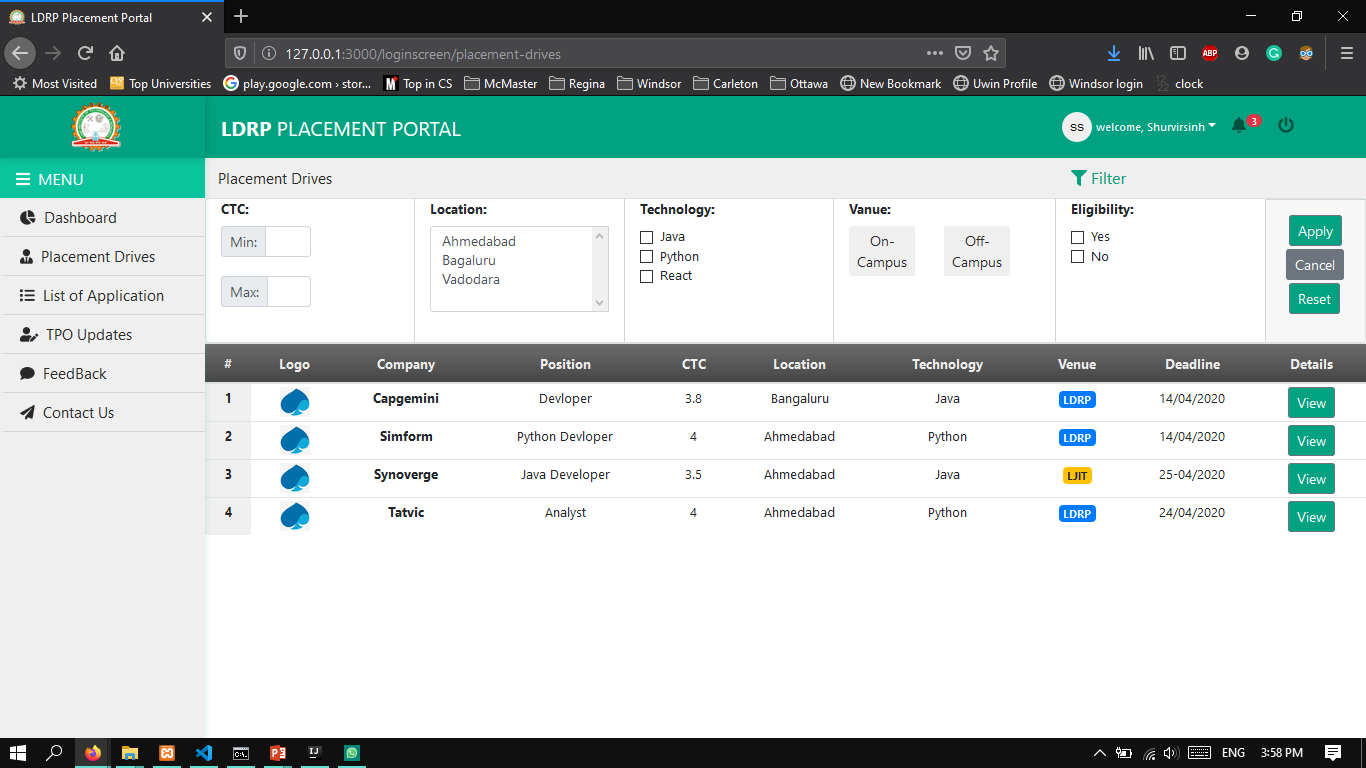 LDRP Placement Portal
127.0.0.1:3000/loginscreen/placement-drives
ABP
Most Visited Top Universities play.google.com › stor... Top in CS McMaster Regina Windsor Carleton Ottawa New Bookmark Uwin Profile Windsor login clock
LDRP PLACEMENT PORTAL
SS welcome, Shurvirsinh 3
MENU
Dashboard
Placement Drives
List of Application
TPO Updates
FeedBack
Contact Us
Placement Drives Filter
CTC: Location: Technology: Vanue: Eligibility:
Min:
Max:
Ahmedabad
Bagaluru
Vadodara
Java
Python
React
On-Campus
Off-Campus
Yes
No
Apply
Cancel
Reset
# Logo Company Position CTC Location Technology Venue Deadline Details
1 Capgemini Devloper 3.8 Bangaluru Java LDRP 14/04/2020 View
2 Simform Python Devloper 4 Ahmedabad Python LDRP 14/04/2020 View
3 Synoverge Java Developer 3.5 Ahmedabad Java LJIT 25-04/2020 View
4 Tatvic Analyst 4 Ahmedabad Python LDRP 24/04/2020 View
ENG 3:58 PM